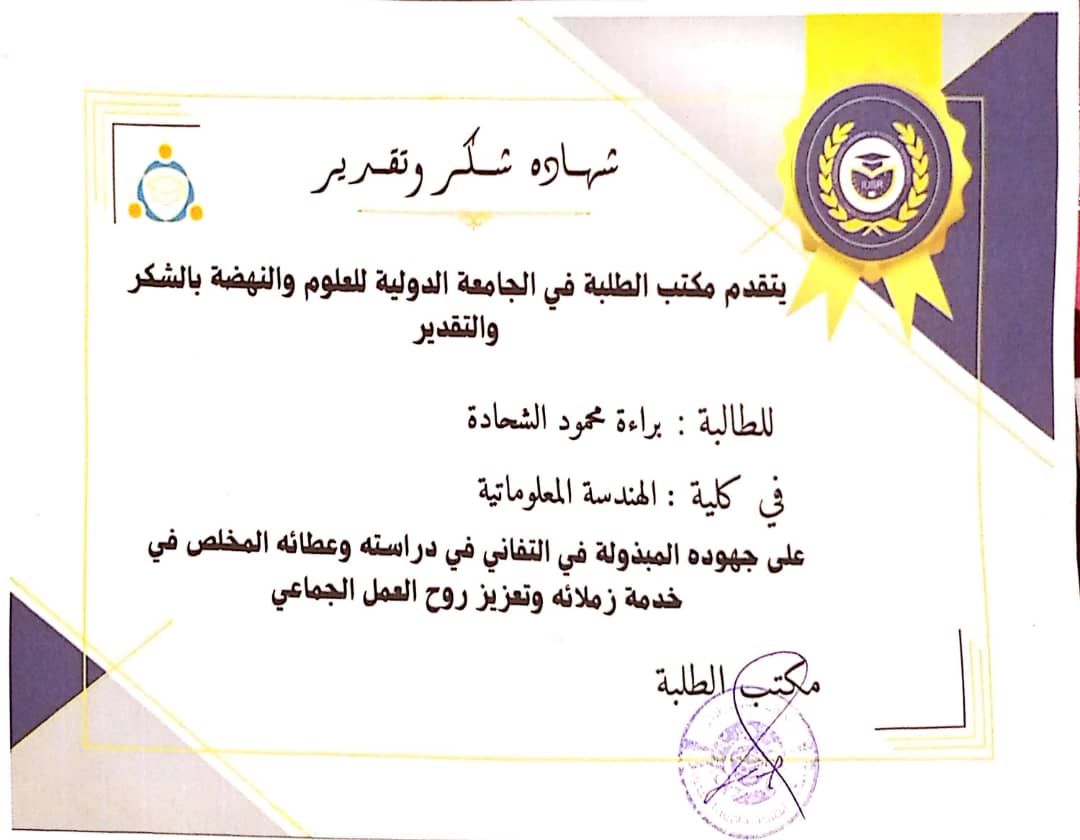 شهاده شكر وتقدير
IUSR
يتقدم مكتب الطلبة في الجامعة الدولية للعلوم والنهضة بالشكر
والتقدير
للطالبة : براءة محمود الشحادة
في كلية : الهندسة المعلوماتية
على جهوده المبذولة في التفاني في دراسته وعطائه المخلص في
خدمة زملائه وتعزيز روح العمل الجماعي
مكتب الطلبة